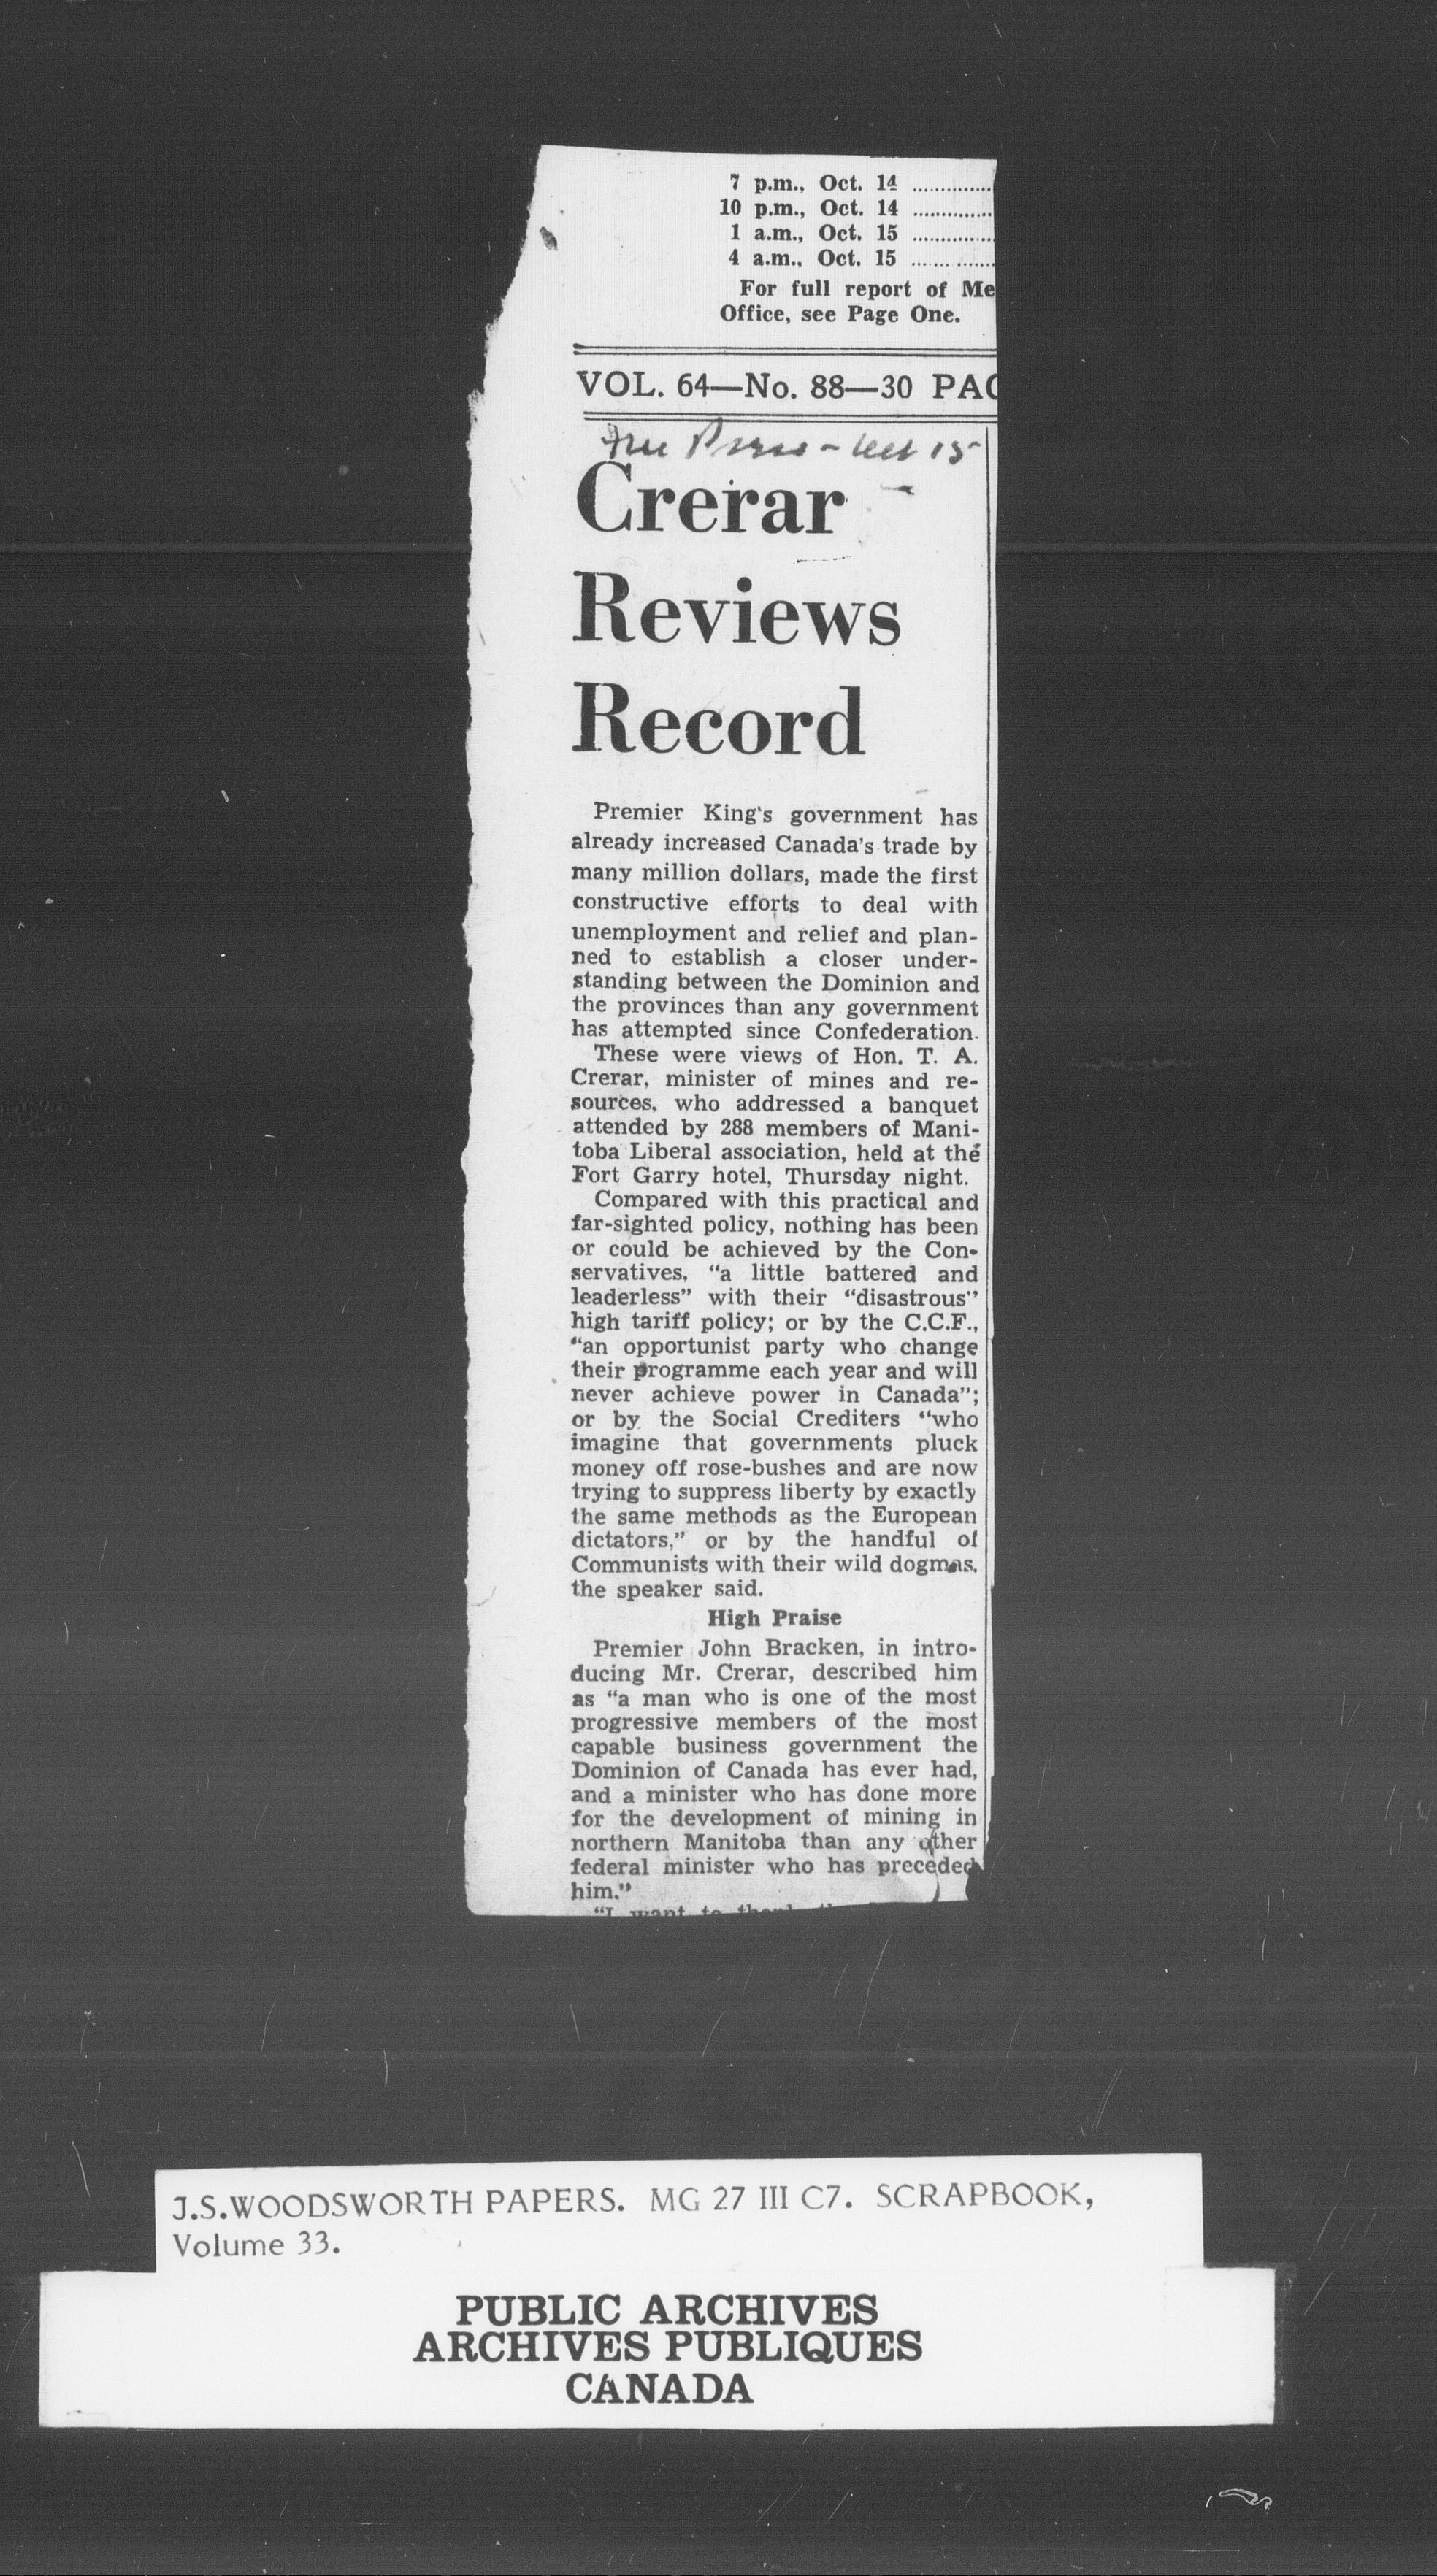 7 p.m., Oct. 14 ..............
10 p.m., Oct. 14 ..............
1 a.m., Oct. 15 ..............
4 a.m., Oct. 15 ..............
For full report of Me
Office, see Page One.
VOL. 64—No. 88—30 PAG
Free Press - Oct 15
Crerar
Reviews
Record
Premier King's government has
already increased Canada's trade by
many million dollars, made the first
constructive efforts to deal with
unemployment and relief and plan-
ned to establish a closer under-
standing between the Dominion and
the provinces than any government
has attempted since Confederation.
These were views of Hon. T. A.
Crerar, minister of mines and re-
sources, who addressed a banquet
attended by 288 members of Mani-
toba Liberal association, held at the
Fort Garry hotel, Thursday night.
Compared with this practical and
far-sighted policy, nothing has been
or could be achieved by the Con-
servatives, "a little battered and
leaderless" with their "disastrous"
high tariff policy; or by the C.C.F.,
"an opportunist party who change
their programme each year and will
never achieve power in Canada";
or by the Social Crediters "who
imagine that governments pluck
money off rose-bushes and are now
trying to suppress liberty by exactly
the same methods as the European
dictators," or by the handful of
Communists with their wild dogmas,
the speaker said.
High Praise
Premier John Bracken, in intro-
ducing Mr. Crerar, described him
as "a man who is one of the most
progressive members of the most
capable business government the
Dominion of Canada has ever had,
and a minister who has done more
for the development of mining in
northern Manitoba than any other
federal minister who has preceded
him."
"I want to thank
J.S.WOODSWORTH PAPERS. MG 27 III C7. SCRAPBOOK,
Volume 33.
PUBLIC ARCHIVES
ARCHIVES PUBLIQUES
CANADA